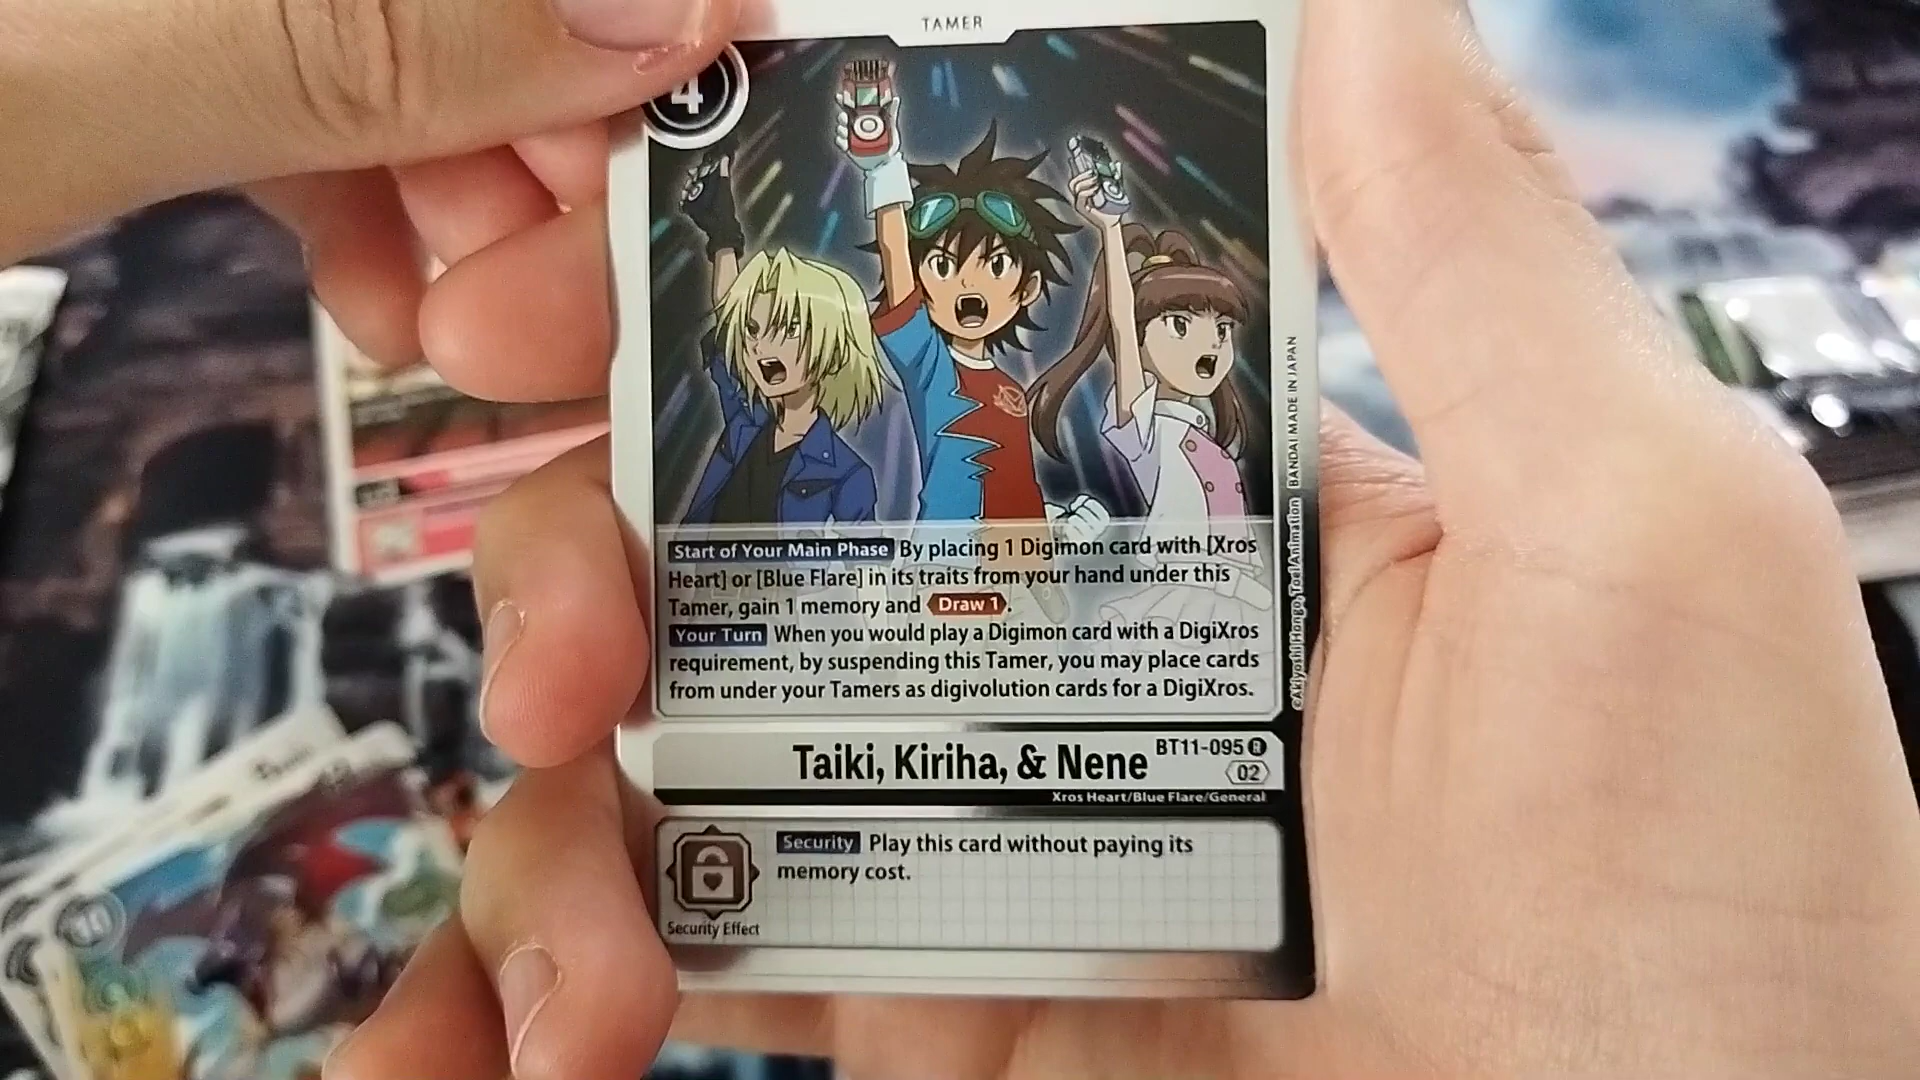 TAMER
4
Start of Your Main Phase By placing 1 Digimon card with [Xros
Heart] or [Blue Flare] in its traits from your hand under this
Tamer, gain 1 memory and Draw 1.
Your Turn When you would play a Digimon card with a DigiXros
requirement, by suspending this Tamer, you may place cards
from under your Tamers as digivolution cards for a DigiXros.
©Akiyoshi Hongo, Toei Animation BANDAI MADE IN JAPAN
Taiki, Kiriha, & Nene
BT11-095 R
02
Xros Heart/Blue Flare/General
Security Play this card without paying its
memory cost.
Security Effect